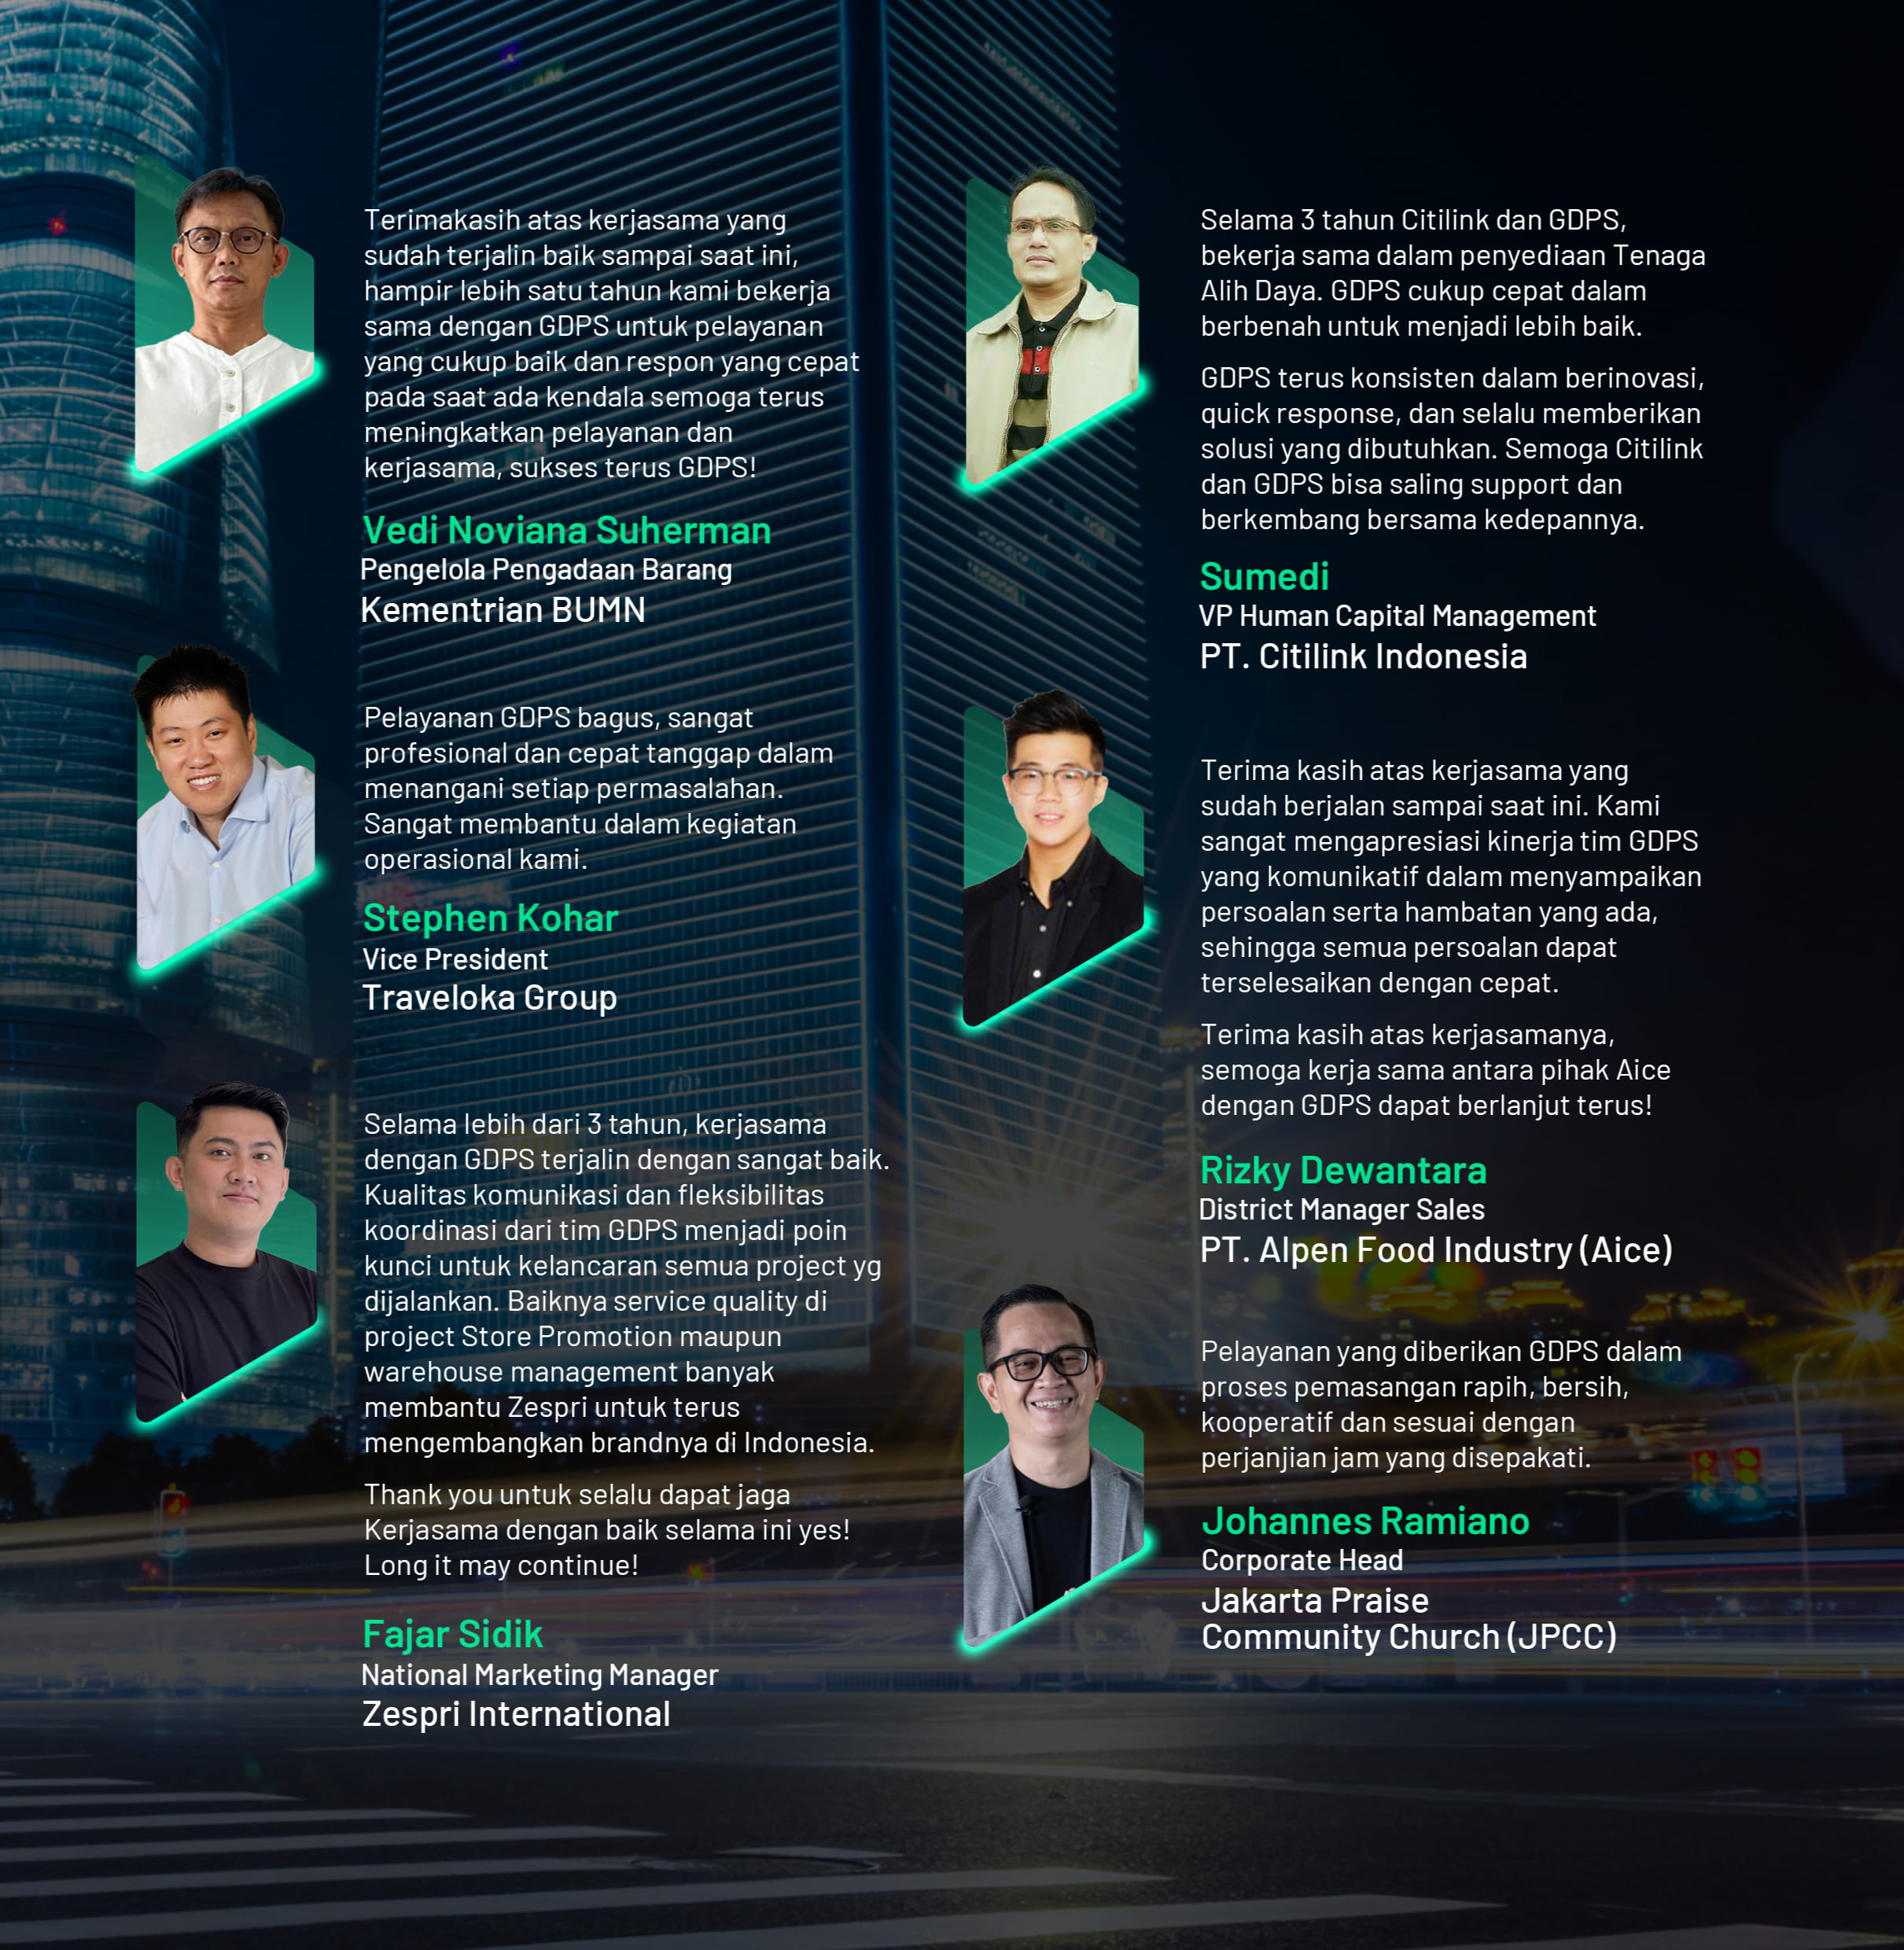 Terimakasih atas kerjasama yang
sudah terjalin baik sampai saat ini,
hampir lebih satu tahun kami bekerja
sama dengan GDPS untuk pelayanan
yang cukup baik dan respon yang cepat
pada saat ada kendala semoga terus
meningkatkan pelayanan dan
kerjasama, sukses terus GDPS!
Vedi Noviana Suherman
Pengelola Pengadaan Barang
Kementrian BUMN
Pelayanan GDPS bagus, sangat
profesional dan cepat tanggap dalam
menangani setiap permasalahan.
Sangat membantu dalam kegiatan
operasional kami.
Stephen Kohar
Vice President
Traveloka Group
Selama lebih dari 3 tahun, kerjasama
dengan GDPS terjalin dengan sangat baik.
Kualitas komunikasi dan fleksibilitas
koordinasi dari tim GDPS menjadi poin
kunci untuk kelancaran semua project yg
dijalankan. Baiknya service quality di
project Store Promotion maupun
warehouse management banyak
membantu Zespri untuk terus
mengembangkan brandnya di Indonesia.
Thank you untuk selalu dapat jaga
Kerjasama dengan baik selama ini yes!
Long it may continue!
Fajar Sidik
National Marketing Manager
Zespri International
Selama 3 tahun Citilink dan GDPS,
bekerja sama dalam penyediaan Tenaga
Alih Daya. GDPS cukup cepat dalam
berbenah untuk menjadi lebih baik.
GDPS terus konsisten dalam berinovasi,
quick response, dan selalu memberikan
solusi yang dibutuhkan. Semoga Citilink
dan GDPS bisa saling support dan
berkembang bersama kedepannya.
Sumedi
VP Human Capital Management
PT. Citilink Indonesia
Terima kasih atas kerjasama yang
sudah berjalan sampai saat ini. Kami
sangat mengapresiasi kinerja tim GDPS
yang komunikatif dalam menyampaikan
persoalan serta hambatan yang ada,
sehingga semua persoalan dapat
terselesaikan dengan cepat.
Terima kasih atas kerjasamanya,
semoga kerja sama antara pihak Aice
dengan GDPS dapat berlanjut terus!
Rizky Dewantara
District Manager Sales
PT. Alpen Food Industry (Aice)
Pelayanan yang diberikan GDPS dalam
proses pemasangan rapih, bersih,
kooperatif dan sesuai dengan
perjanjian jam yang disepakati.
Johannes Ramiano
Corporate Head
Jakarta Praise
Community Church (JPCC)